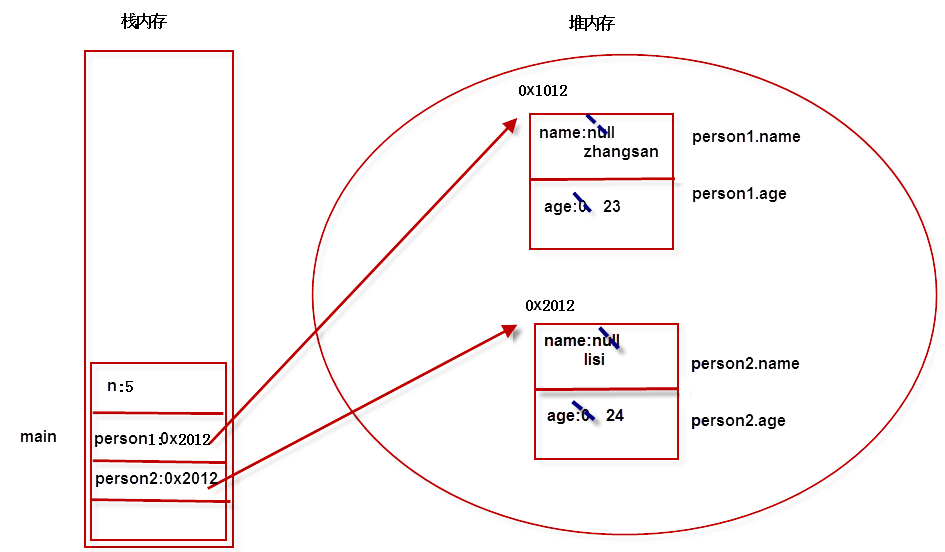 栈内存
堆内存
0x1012
name:null
zhangsan
person1.name
age:0 23
person1.age
0x2012
name:null
lisi
person2.name
age:0 24
person2.age
n:5
main
person1:0x2012
person2:0x2012